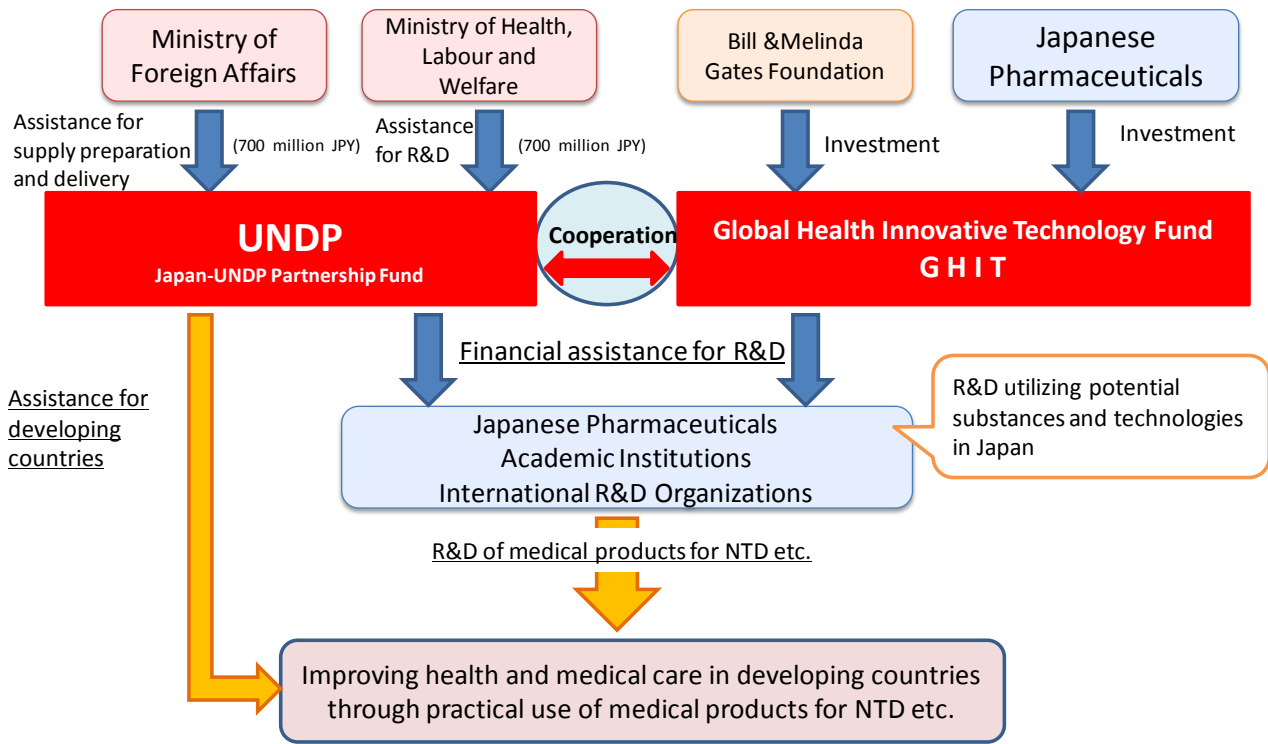 Ministry of
Foreign Affairs
Ministry of Health,
Labour and
Welfare
Bill &Melinda
Gates Foundation
Japanese
Pharmaceuticals
Assistance for
supply preparation
and delivery
(700 million JPY)
Assistance
for R&D
(700 million JPY)
Investment
Investment
UNDP
Japan-UNDP Partnership Fund
Cooperation
Global Health Innovative Technology Fund
G H I T
Financial assistance for R&D
Assistance for
developing
countries
Japanese Pharmaceuticals
Academic Institutions
International R&D Organizations
R&D utilizing potential
substances and technologies
in Japan
R&D of medical products for NTD etc.
Improving health and medical care in developing countries
through practical use of medical products for NTD etc.